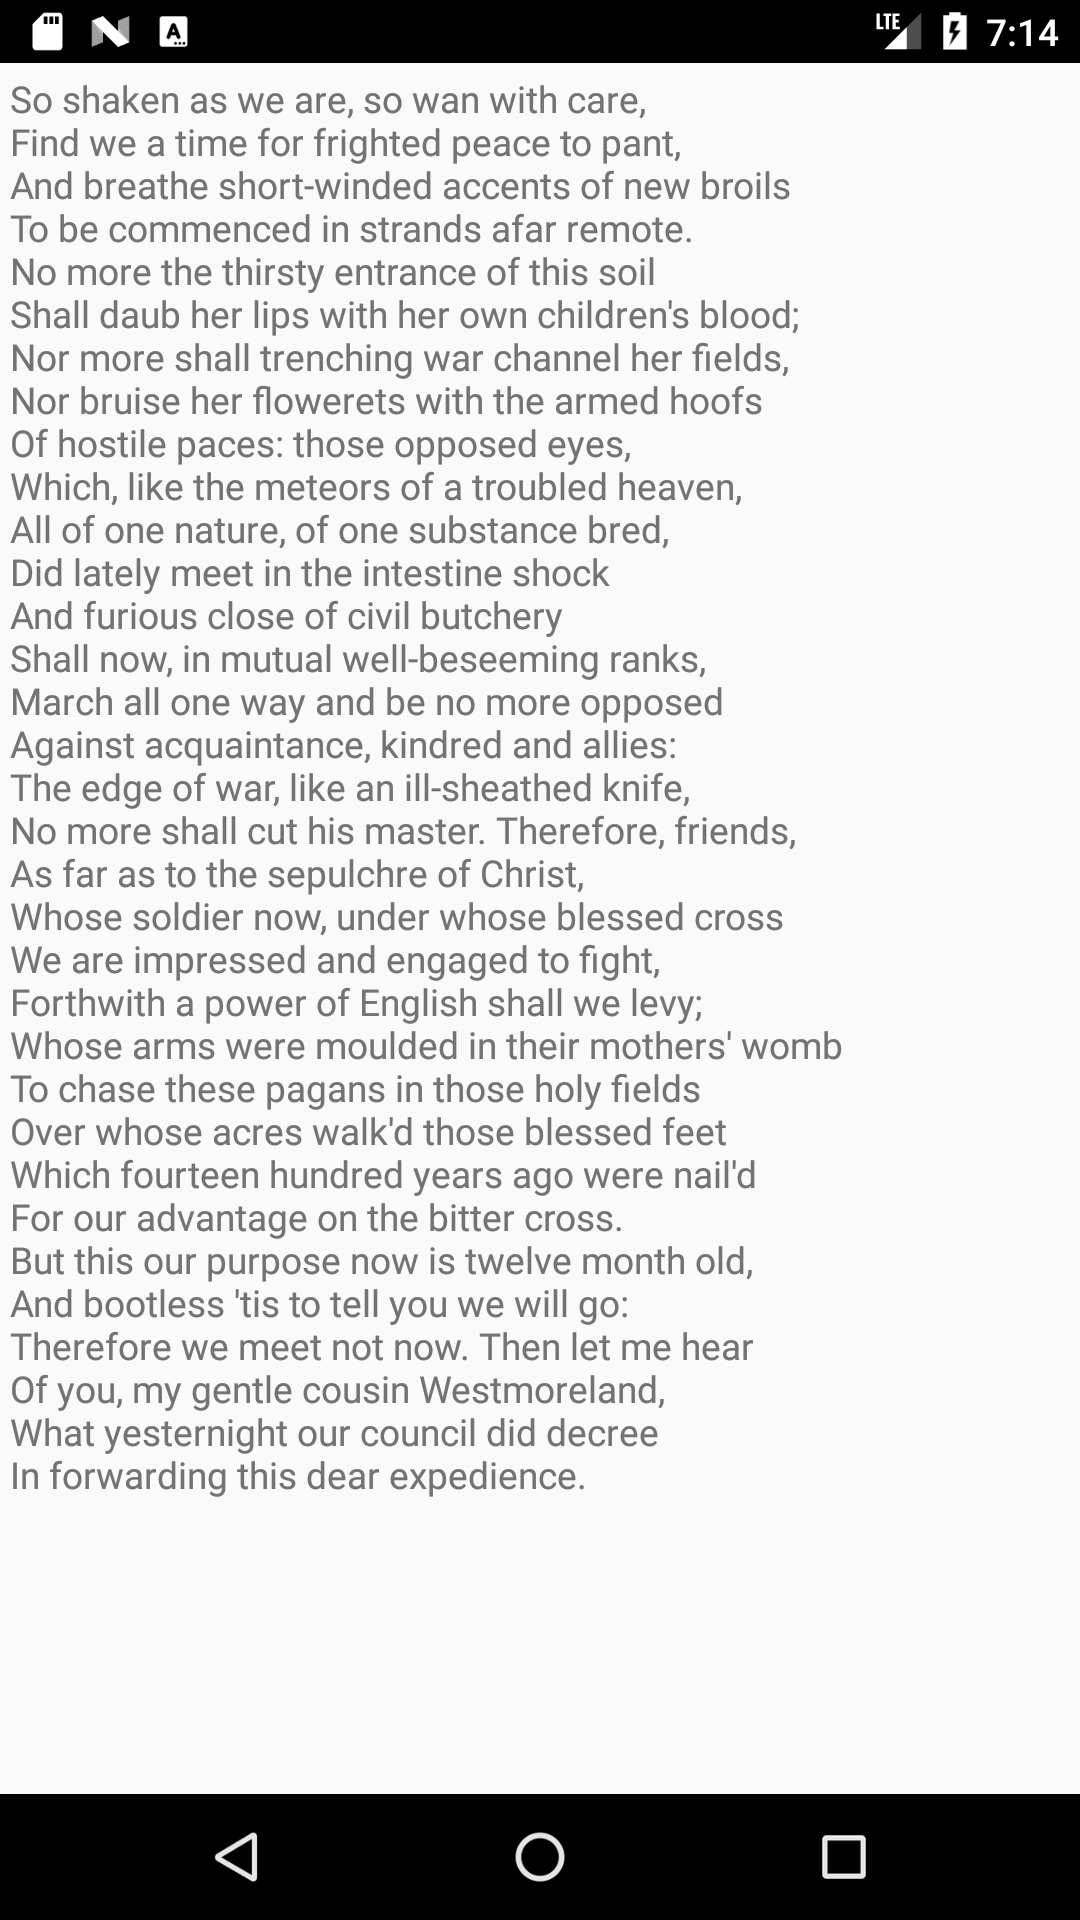 LTE 7:14
A
So shaken as we are, so wan with care,
Find we a time for frighted peace to pant,
And breathe short-winded accents of new broils
To be commenced in strands afar remote.
No more the thirsty entrance of this soil
Shall daub her lips with her own children's blood;
Nor more shall trenching war channel her fields,
Nor bruise her flowerets with the armed hoofs
Of hostile paces: those opposed eyes,
Which, like the meteors of a troubled heaven,
All of one nature, of one substance bred,
Did lately meet in the intestine shock
And furious close of civil butchery
Shall now, in mutual well-beseeming ranks,
March all one way and be no more opposed
Against acquaintance, kindred and allies:
The edge of war, like an ill-sheathed knife,
No more shall cut his master. Therefore, friends,
As far as to the sepulchre of Christ,
Whose soldier now, under whose blessed cross
We are impressed and engaged to fight,
Forthwith a power of English shall we levy;
Whose arms were moulded in their mothers' womb
To chase these pagans in those holy fields
Over whose acres walk'd those blessed feet
Which fourteen hundred years ago were nail'd
For our advantage on the bitter cross.
But this our purpose now is twelve month old,
And bootless 'tis to tell you we will go:
Therefore we meet not now. Then let me hear
Of you, my gentle cousin Westmoreland,
What yesternight our council did decree
In forwarding this dear expedience.